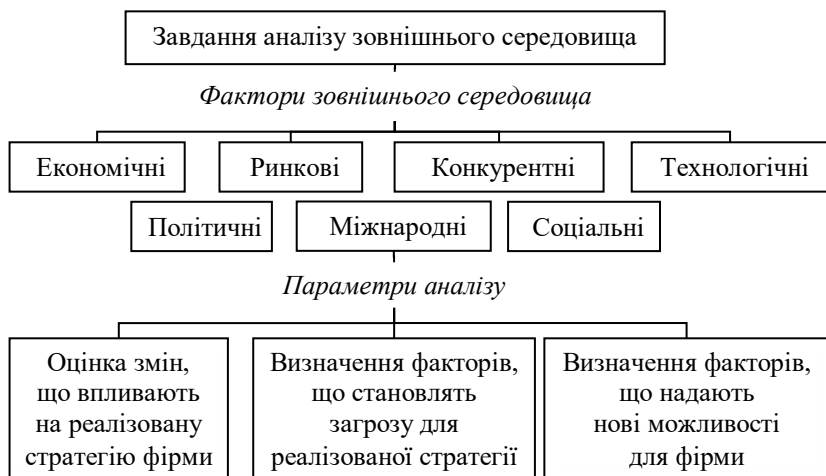 Завдання аналізу зовнішнього середовища
Фактори зовнішнього середовища
Економічні
Ринкові
Конкурентні
Технологічні
Політичні
Міжнародні
Соціальні
Параметри аналізу
Оцінка змін,
що впливають
на реалізовану
стратегію фірми
Визначення факторів,
що становлять
загрозу для
реалізованої стратегії
Визначення факторів,
що надають
нові можливості
для фірми